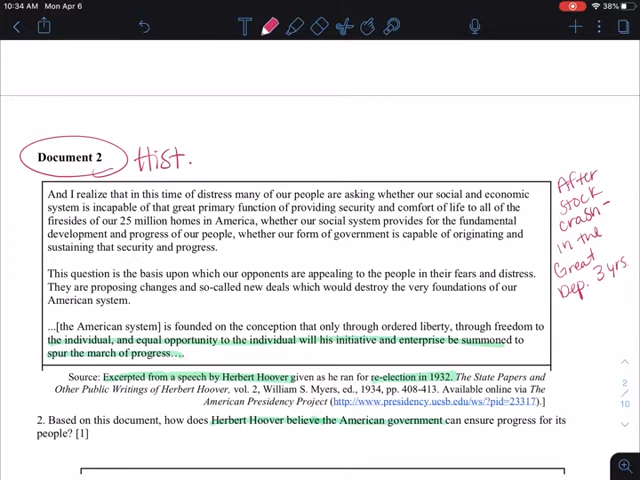 10:34 AM Mon Apr 6
38%
Document 2 Hist.
And I realize that in this time of distress many of our people are asking whether our social and economic
system is incapable of that great primary function of providing security and comfort of life to all of the
firesides of our 25 million homes in America, whether our social system provides for the fundamental
development and progress of our people, whether our form of government is capable of originating and
sustaining that security and progress.
This question is the basis upon which our opponents are appealing to the people in their fears and distress.
They are proposing changes and so-called new deals which would destroy the very foundations of our
American system.
...[the American system] is founded on the conception that only through ordered liberty, through freedom to
the individual, and equal opportunity to the individual will his initiative and enterprise be summoned to
spur the march of progress….
After
stock
crash-
in the
Great
Dep. 3 yrs.
Source: Excerpted from a speech by Herbert Hoover given as he ran for re-election in 1932. The State Papers and
Other Public Writings of Herbert Hoover, vol. 2, William S. Myers, ed., 1934, pp. 408-413. Available online via The
American Presidency Project (http://www.presidency.ucsb.edu/ws/?pid=23317).]
2. Based on this document, how does Herbert Hoover believe the American government can ensure progress for its
people? [1]
2
/
10